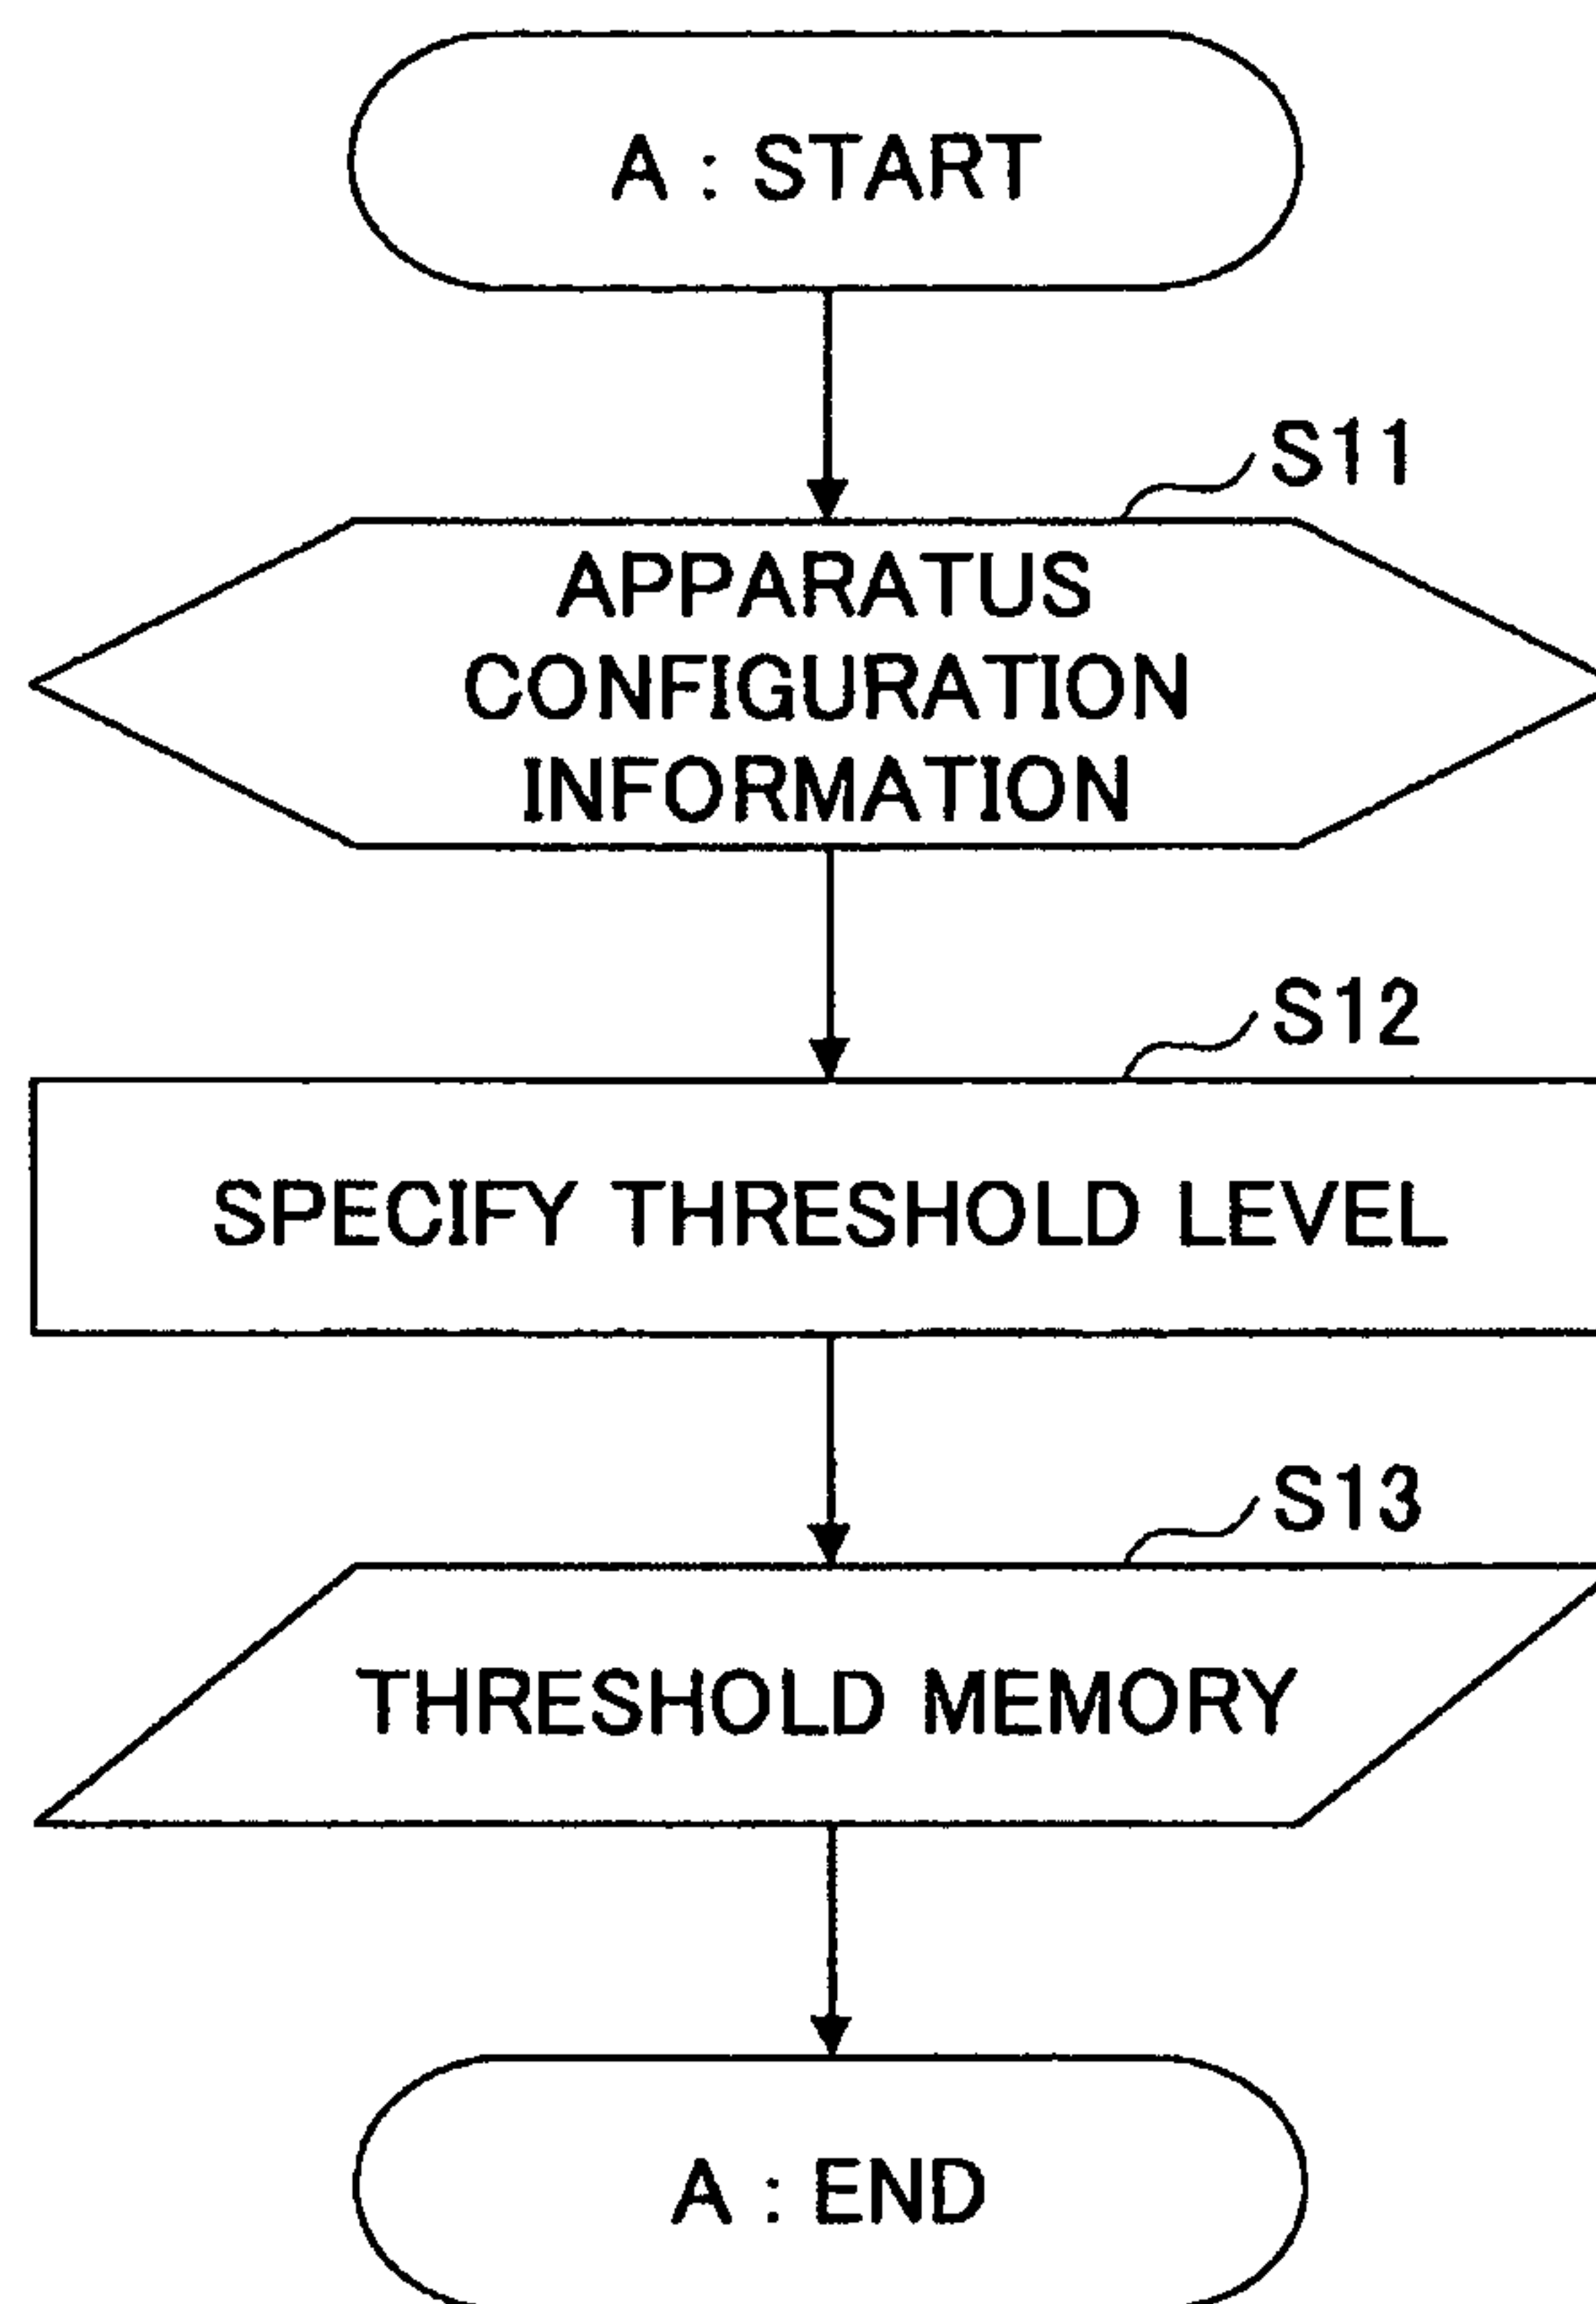 A : START
S11
APPARATUS
CONFIGURATION
INFORMATION
S12
SPECIFY THRESHOLD LEVEL
S13
THRESHOLD MEMORY
A : END